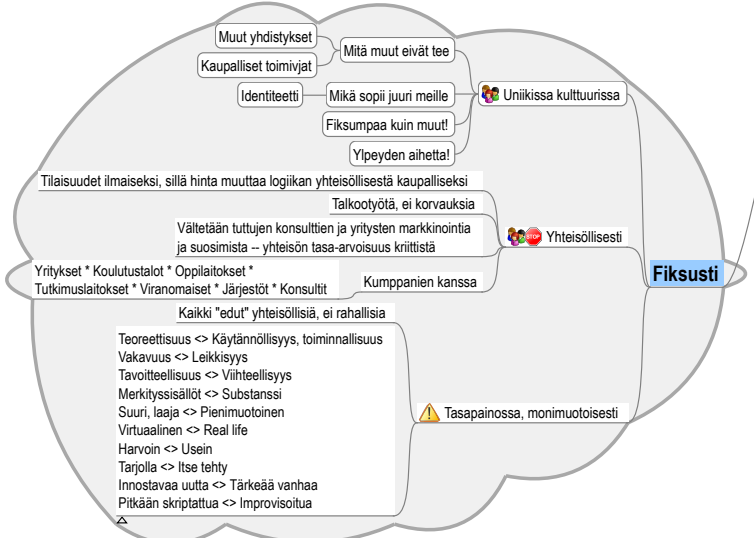 Muut yhdistykset
Mitä muut eivät tee
Kaupalliset toimivjat
Identiteetti
Mikä sopii juuri meille
Uniikissa kulttuurissa
Fiksumpaa kuin muut!
Ylpeyden aihetta!
Tilaisuudet ilmaiseksi, sillä hinta muuttaa logiikan yhteisöllisestä kaupalliseksi
Talkootyötä, ei korvauksia
Vältetään tuttujen konsulttien ja yritysten markkinointia
ja suosimista -- yhteisön tasa-arvoisuus kriittistä
STOP
Yhteisöllisesti
Yritykset * Koulutustalot * Oppilaitokset *
Tutkimuslaitokset * Viranomaiset * Järjestöt * Konsultit
Kumppanien kanssa
Fiksusti
Kaikki "edut" yhteisöllisiä, ei rahallisia
Teoreettisuus <> Käytännöllisyys, toiminnallisuus
Vakavuus <> Leikkisyys
Tavoitteellisuus <> Viihteellisyys
Merkityssisällöt <> Substanssi
Suuri, laaja <> Pienimuotoinen
Virtuaalinen <> Real life
Harvoin <> Usein
Tarjolla <> Itse tehty
Innostavaa uutta <> Tärkeää vanhaa
Pitkään skriptattua <> Improvisoitua
Tasapainossa, monimuotoisesti